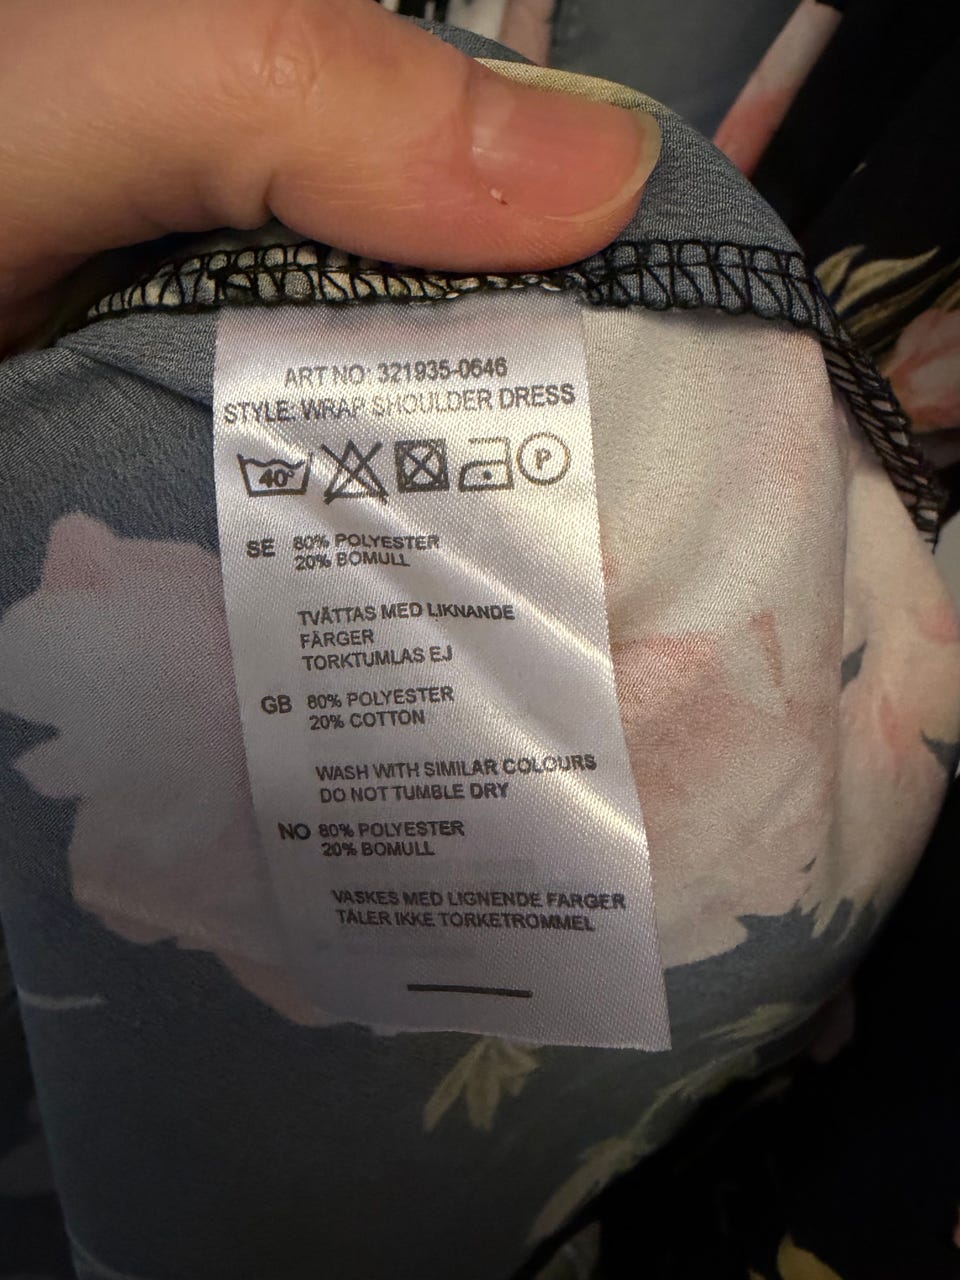 ART NO: 321935-0646
STYLE: WRAP SHOULDER DRESS
40° P
SE 80% POLYESTER
20% BOMULL
TVÄTTAS MED LIKNANDE
FÄRGER
TORKTUMLAS EJ
GB 80% POLYESTER
20% COTTON
WASH WITH SIMILAR COLOURS
DO NOT TUMBLE DRY
NO 80% POLYESTER
20% BOMULL
VASKES MED LIGNENDE FARGER
TÅLER IKKE TORKETROMMEL